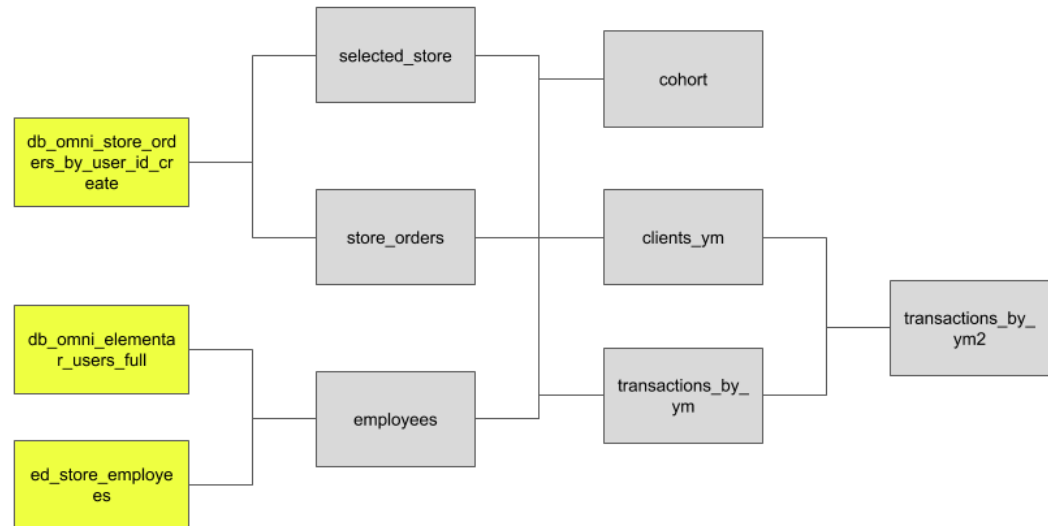 selected_store
cohort
db_omni_store_ord
ers_by_user_id_cr
eate
store_orders
clients_ym
db_omni_elementa
r_users_full
transactions_by_
ym2
employees
transactions_by_
ym
ed_store_employe
es